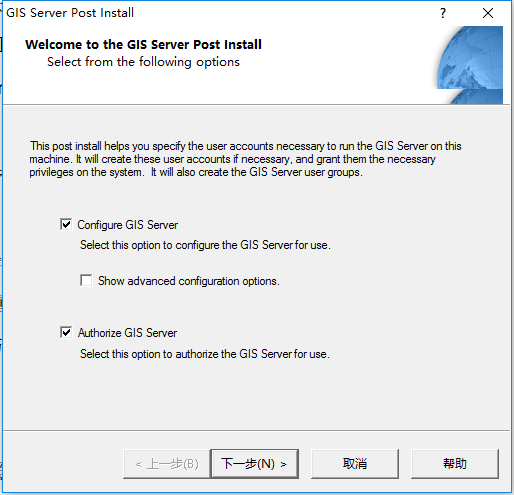 GIS Server Post Install
?
Welcome to the GIS Server Post Install
Select from the following options
This post install helps you specify the user accounts necessary to run the GIS Server on this
machine. It will create these user accounts if necessary, and grant them the necessary
privileges on the system. It will also create the GIS Server user groups.
Configure GIS Server
Select this option to configure the GIS Server for use.
Show advanced configuration options.
Authorize GIS Server
Select this option to authorize the GIS Server for use.
< 上一步(B) 下一步(N) > 取消 帮助